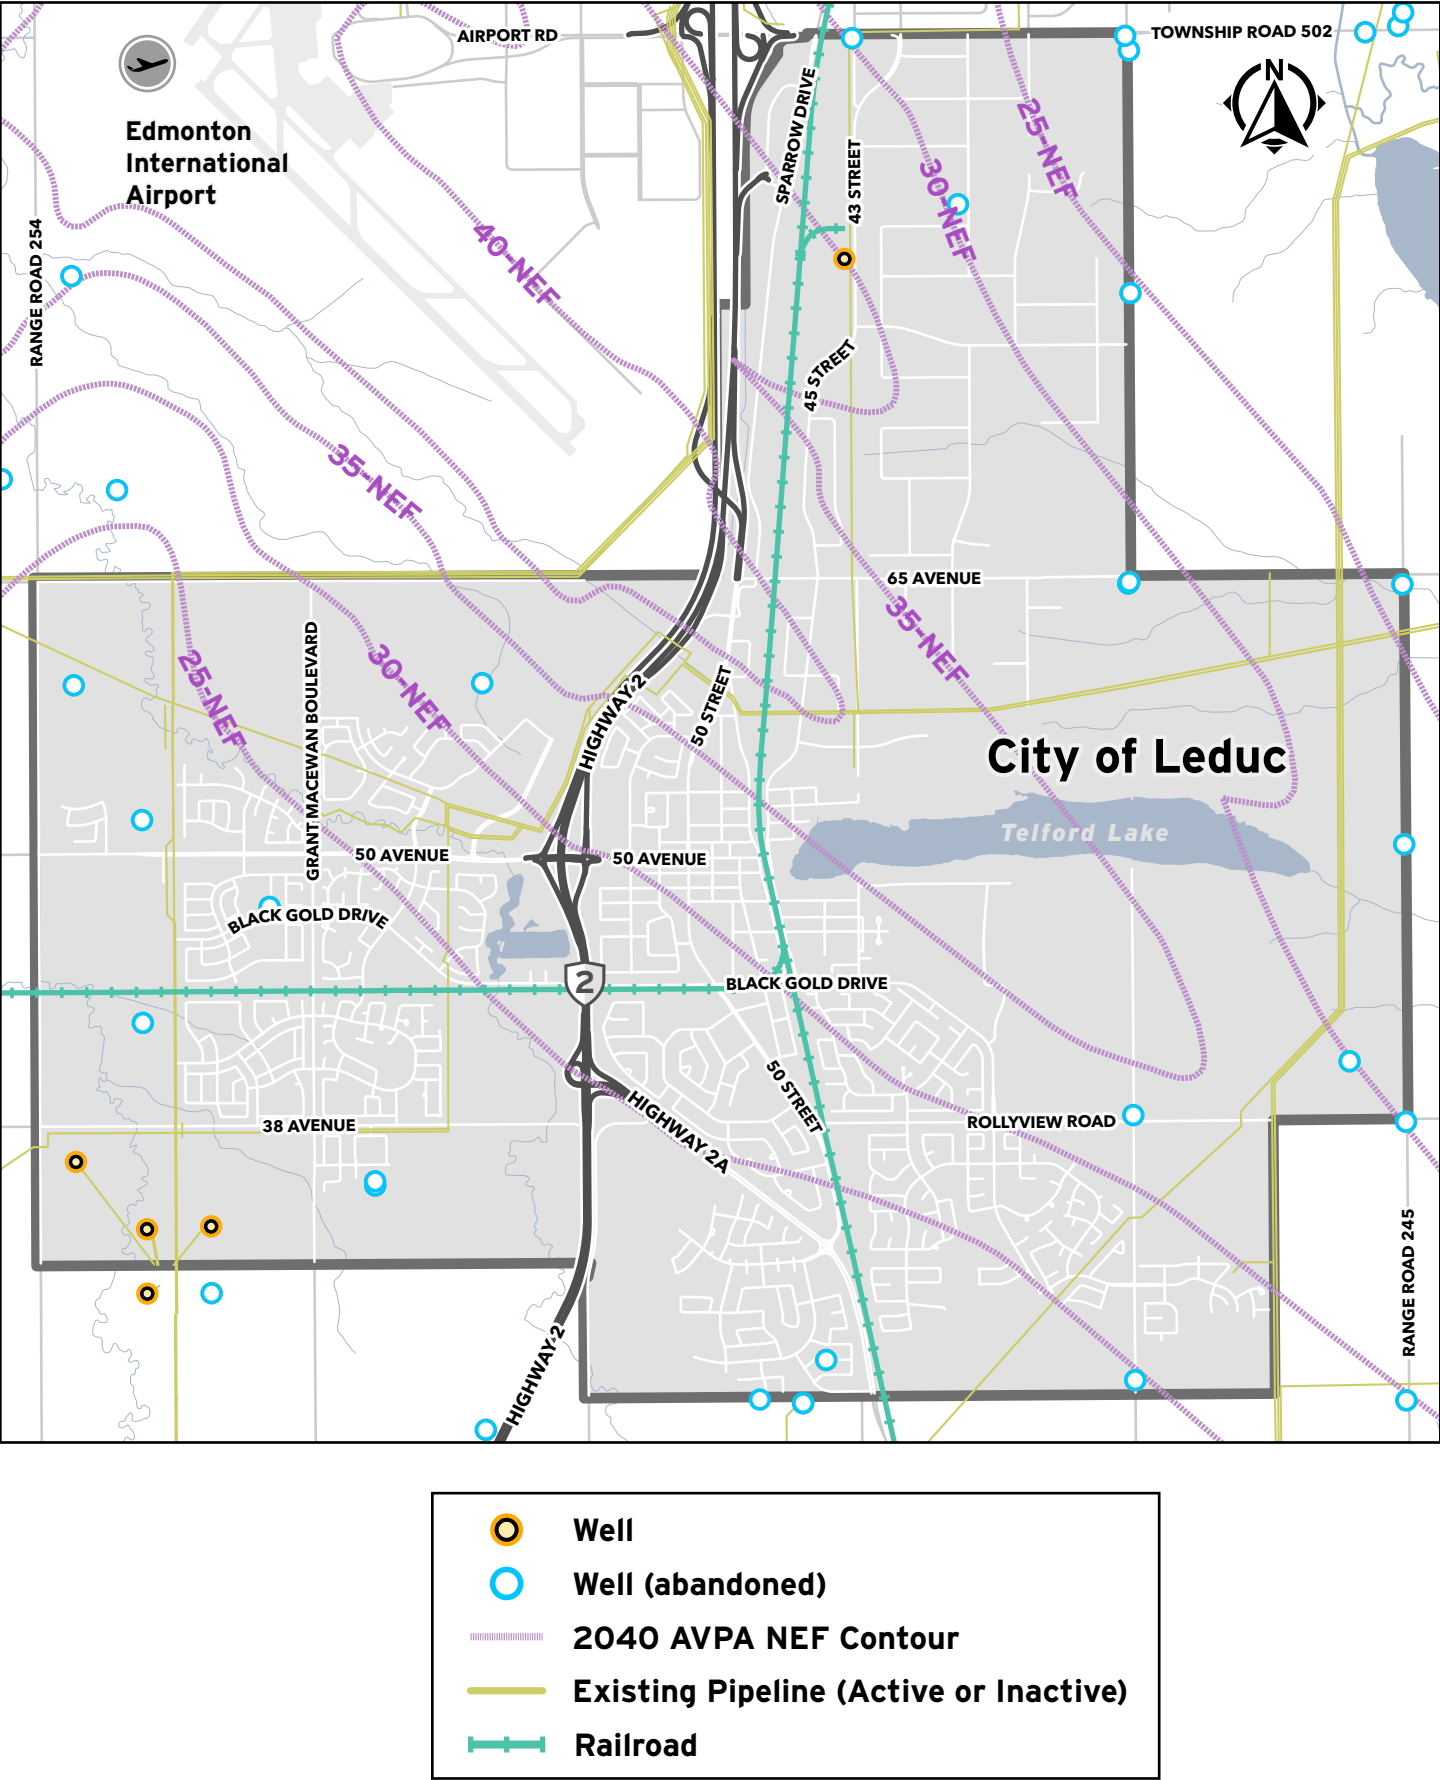 AIRPORT RD
TOWNSHIP ROAD 502
N
Edmonton
International
Airport
SPARROW DRIVE
43 STREET
25-NEF
30-NEF
RANGE ROAD 254
40-NEF
45 STREET
35-NEF
65 AVENUE
35-NEF
GRANT MACEWAN BOULEVARD
25-NEF
30-NEF
HIGHWAY 2
50 STREET
City of Leduc
Telford Lake
50 AVENUE
50 AVENUE
BLACK GOLD DRIVE
2
BLACK GOLD DRIVE
50 STREET
38 AVENUE
HIGHWAY 2A
ROLLYVIEW ROAD
RANGE ROAD 245
HIGHWAY 2
Well
Well (abandoned)
2040 AVPA NEF Contour
Existing Pipeline (Active or Inactive)
Railroad